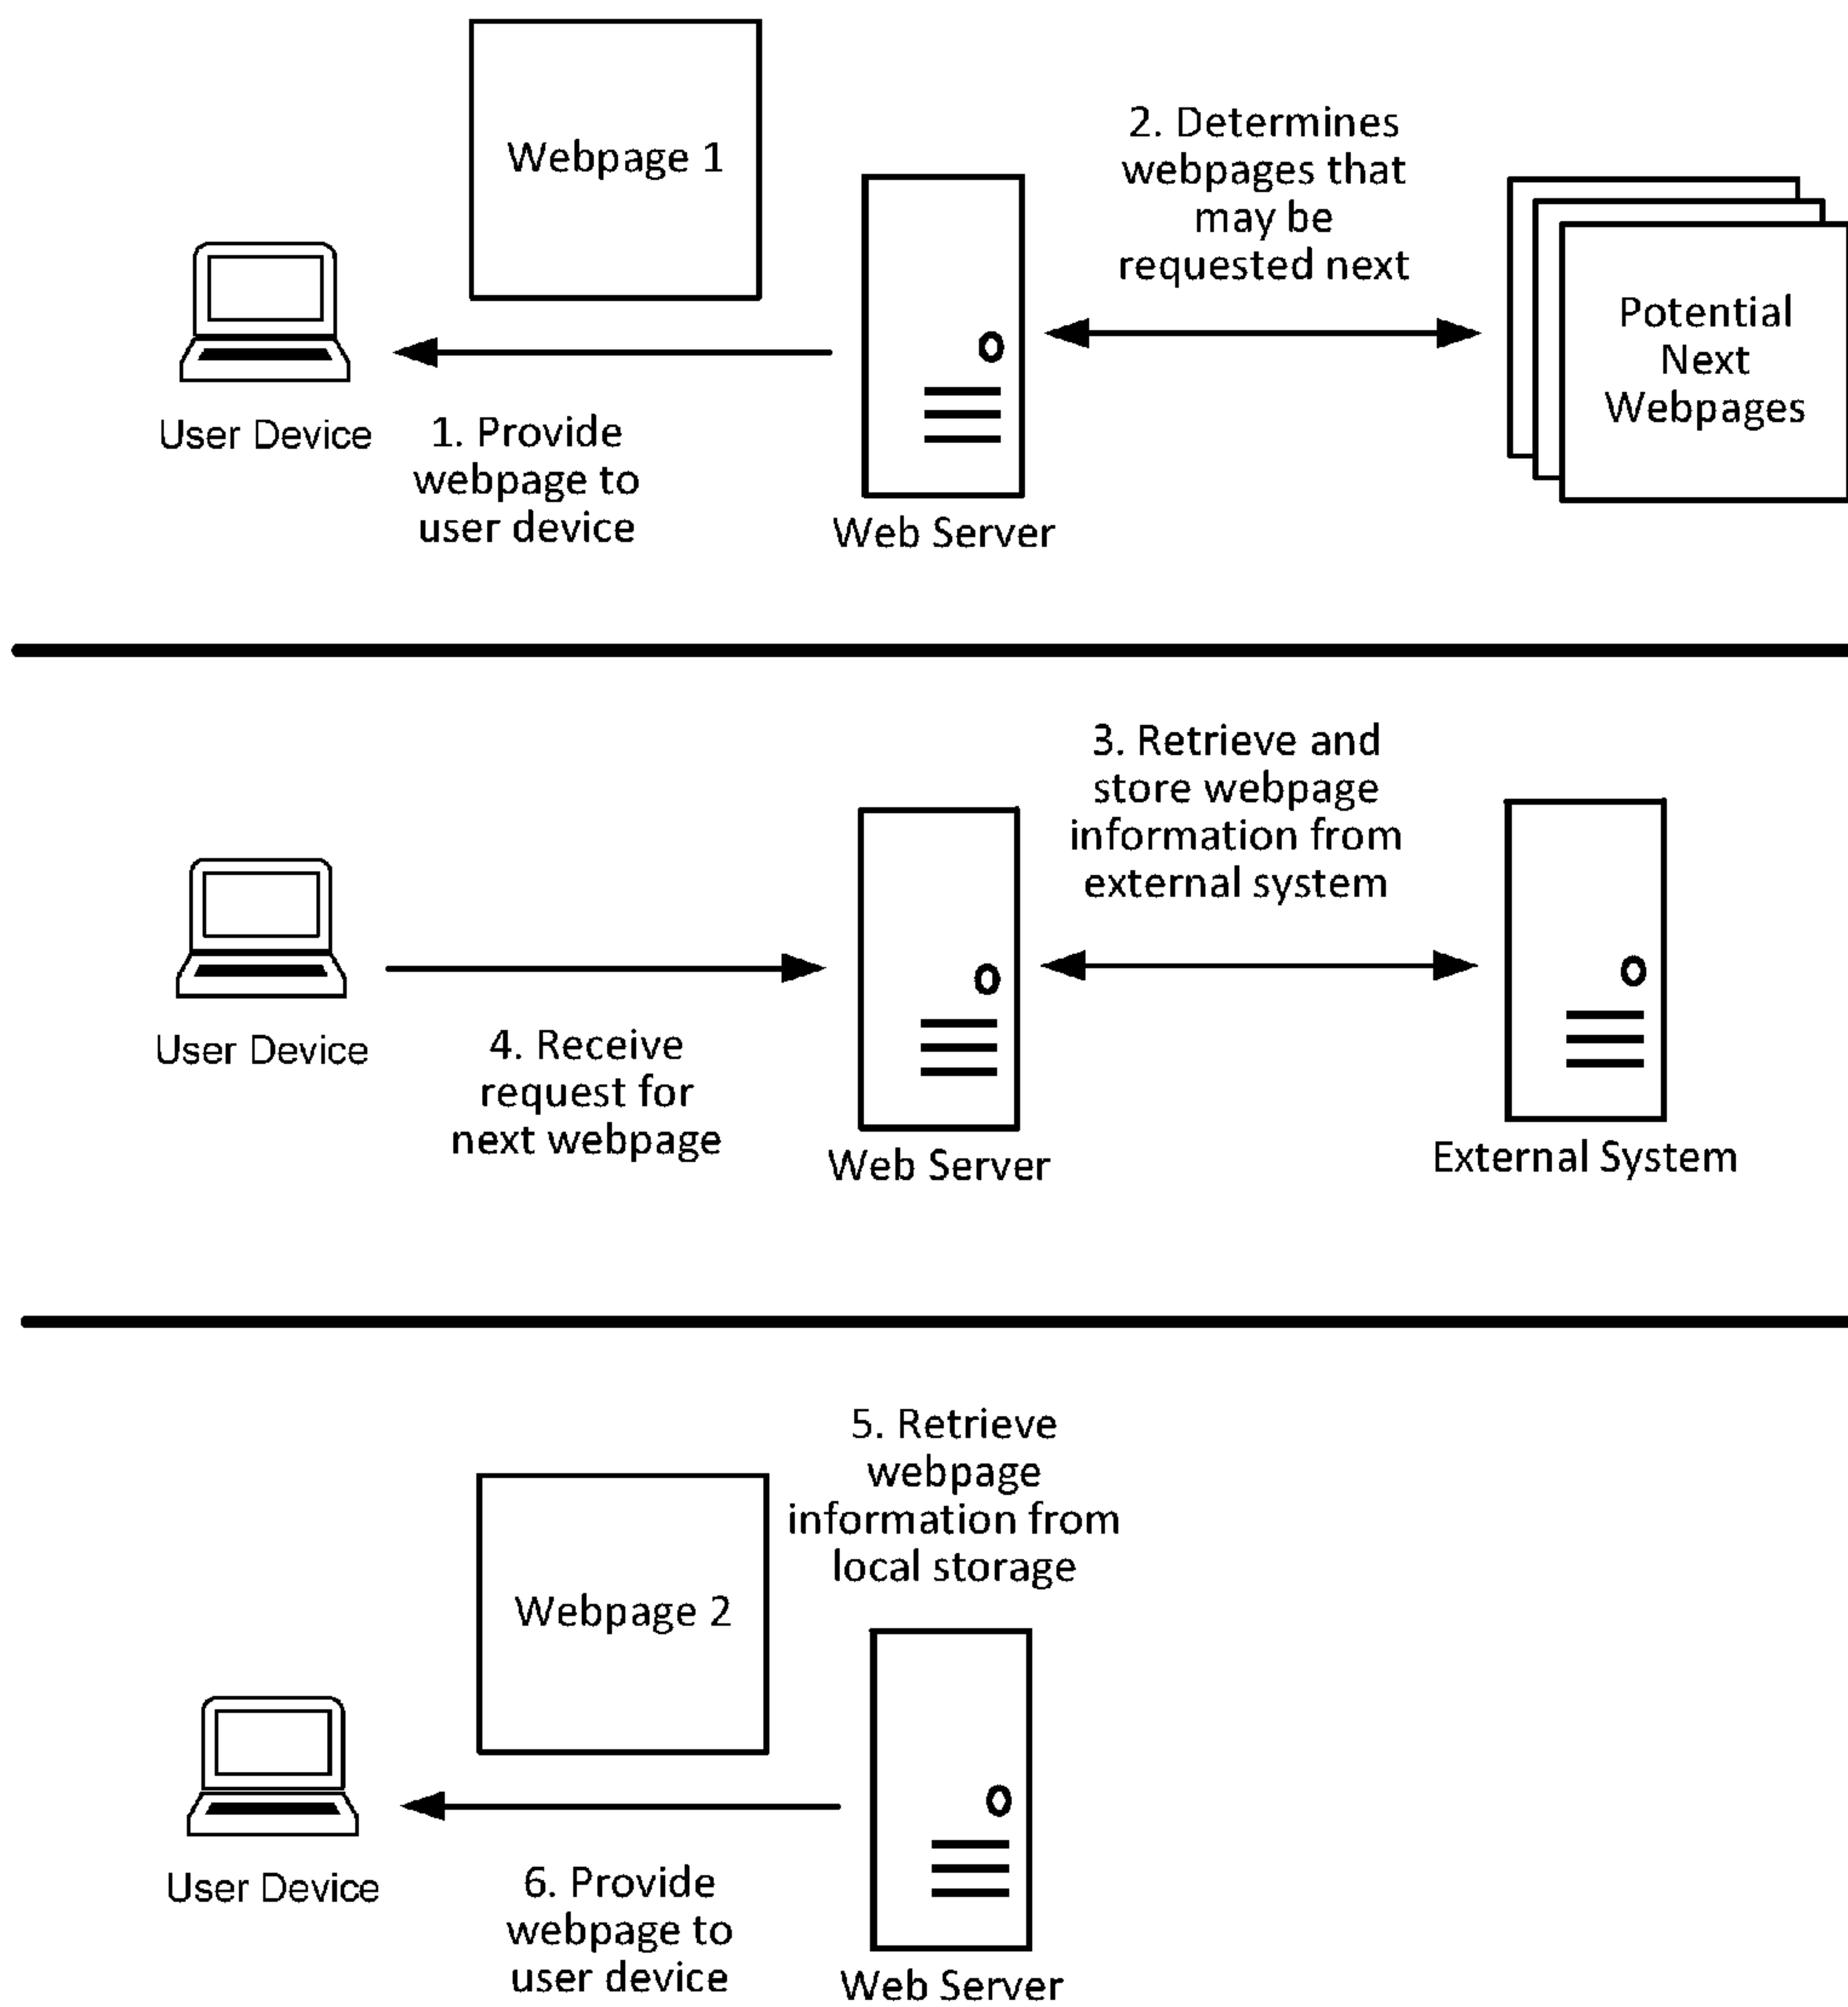 Webpage 1
2. Determines
webpages that
may be
requested next
Potential
Next
Webpages
User Device
1. Provide
webpage to
user device
Web Server
3. Retrieve and
store webpage
information from
external system
User Device
4. Receive
request for
next webpage
Web Server
External System
5. Retrieve
webpage
information from
local storage
Webpage 2
User Device
6. Provide
webpage to
user device
Web Server